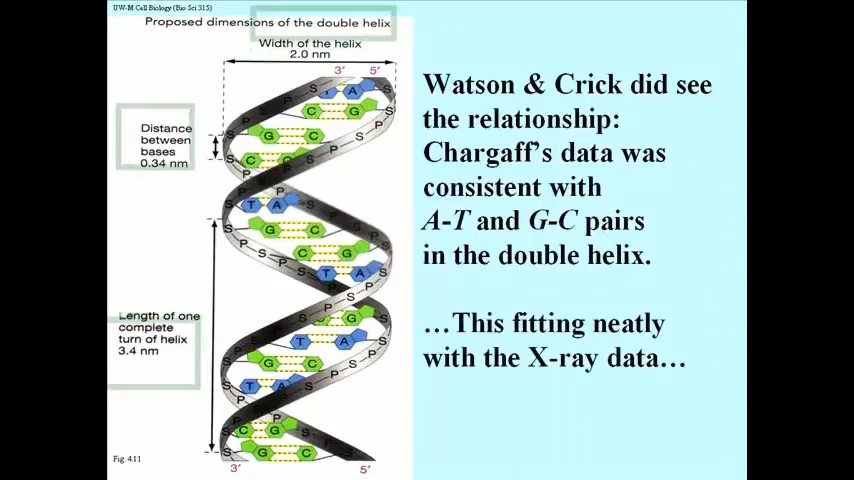 UW-M Cell Biology (Bio Sci 315)
Proposed dimensions of the double helix
Width of the helix
2.0 nm
3′ 5′
Distance
between
bases
0.34 nm
Length of one
complete
turn of helix
3.4 nm
T A
C G
G C
C G
T A
G C
C G
T A
C G
T A
G C
T A
C G
G C
3′ 5′
Fig. 4.11
Watson & Crick did see
the relationship:
Chargaff’s data was
consistent with
A-T and G-C pairs
in the double helix.
…This fitting neatly
with the X-ray data…